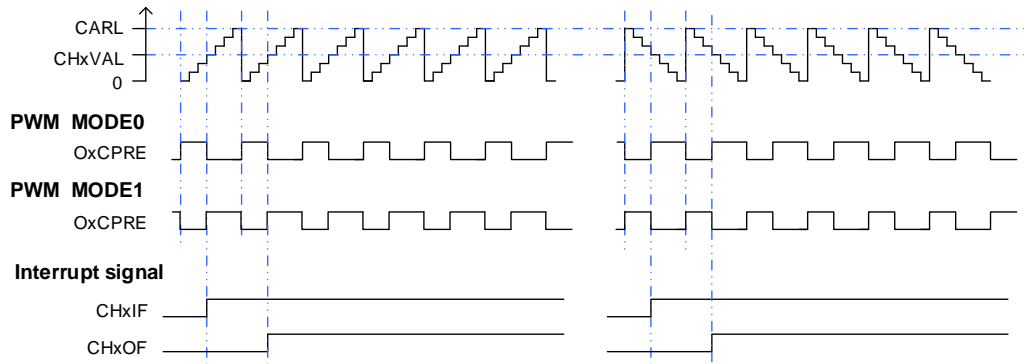 CARL
CHxVAL
0
PWM MODE0
OxCPRE
PWM MODE1
OxCPRE
Interrupt signal
CHxIF
CHxOF